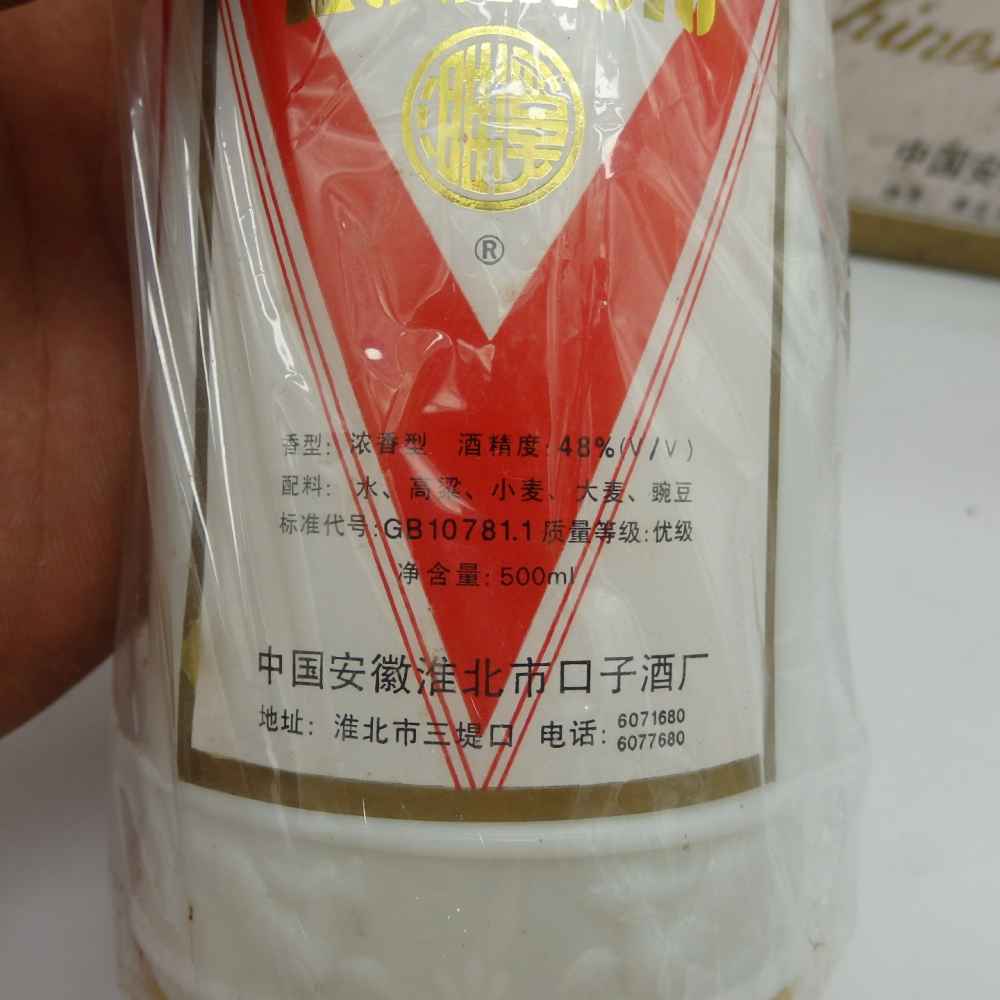 ®
香型: 浓香型 酒精度: 48%(V/V)
配料: 水、高粱、小麦、大麦、豌豆
标准代号:GB10781.1 质量等级:优级
净含量: 500ml
中国安徽淮北市口子酒厂
地址: 淮北市三堤口 电话: 6071680
6077680
中国安